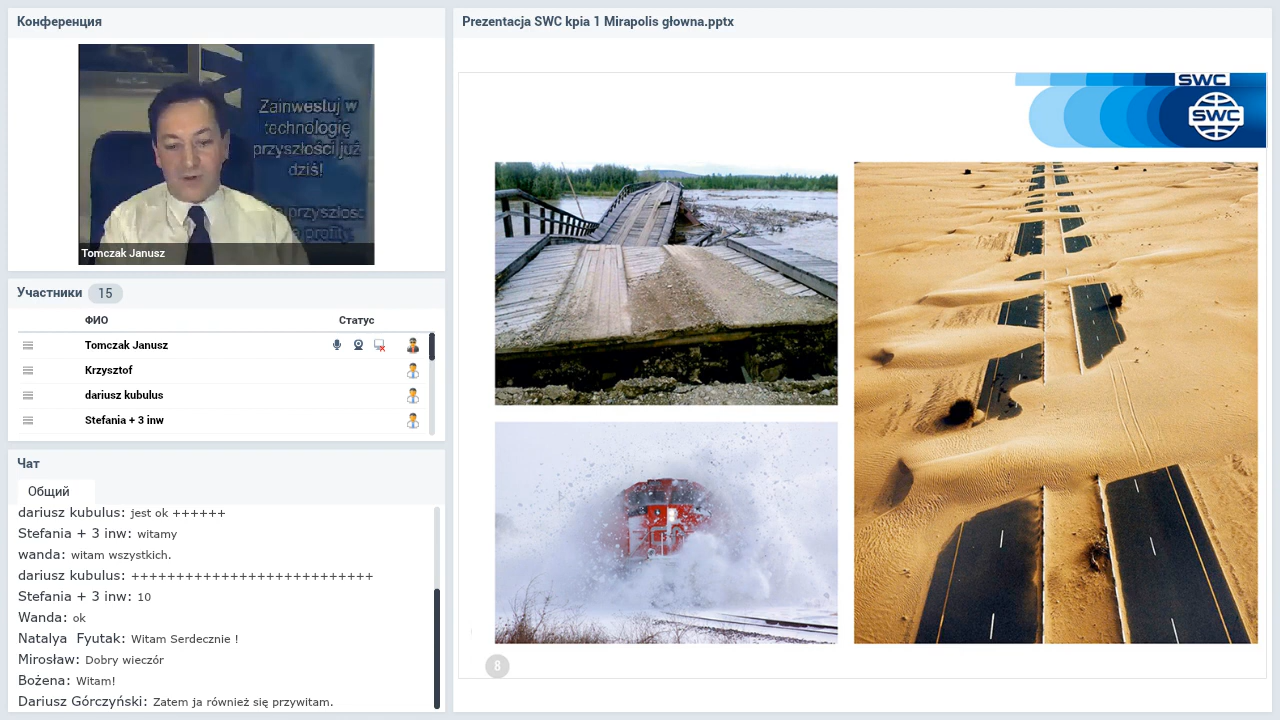 Конференция
Zainwestuj w
technologię
przyszłości już
dziś!
Tomczak Janusz
Участники 15
ФИО Статус
Tomczak Janusz
Krzysztof
dariusz kubulus
Stefania + 3 inw
Чат
Общий
dariusz kubulus: jest ok ++++++
Stefania + 3 inw: witamy
wanda: witam wszystkich.
dariusz kubulus: +++++++++++++++++++++++++++
Stefania + 3 inw: 10
Wanda: ok
Natalya Fyutak: Witam Serdecznie !
Mirosław: Dobry wieczór
Bożena: Witam!
Dariusz Górczyński: Zatem ja również się przywitam.
Prezentacja SWC kpia 1 Mirapolis głowna.pptx
SWC
SWC
8